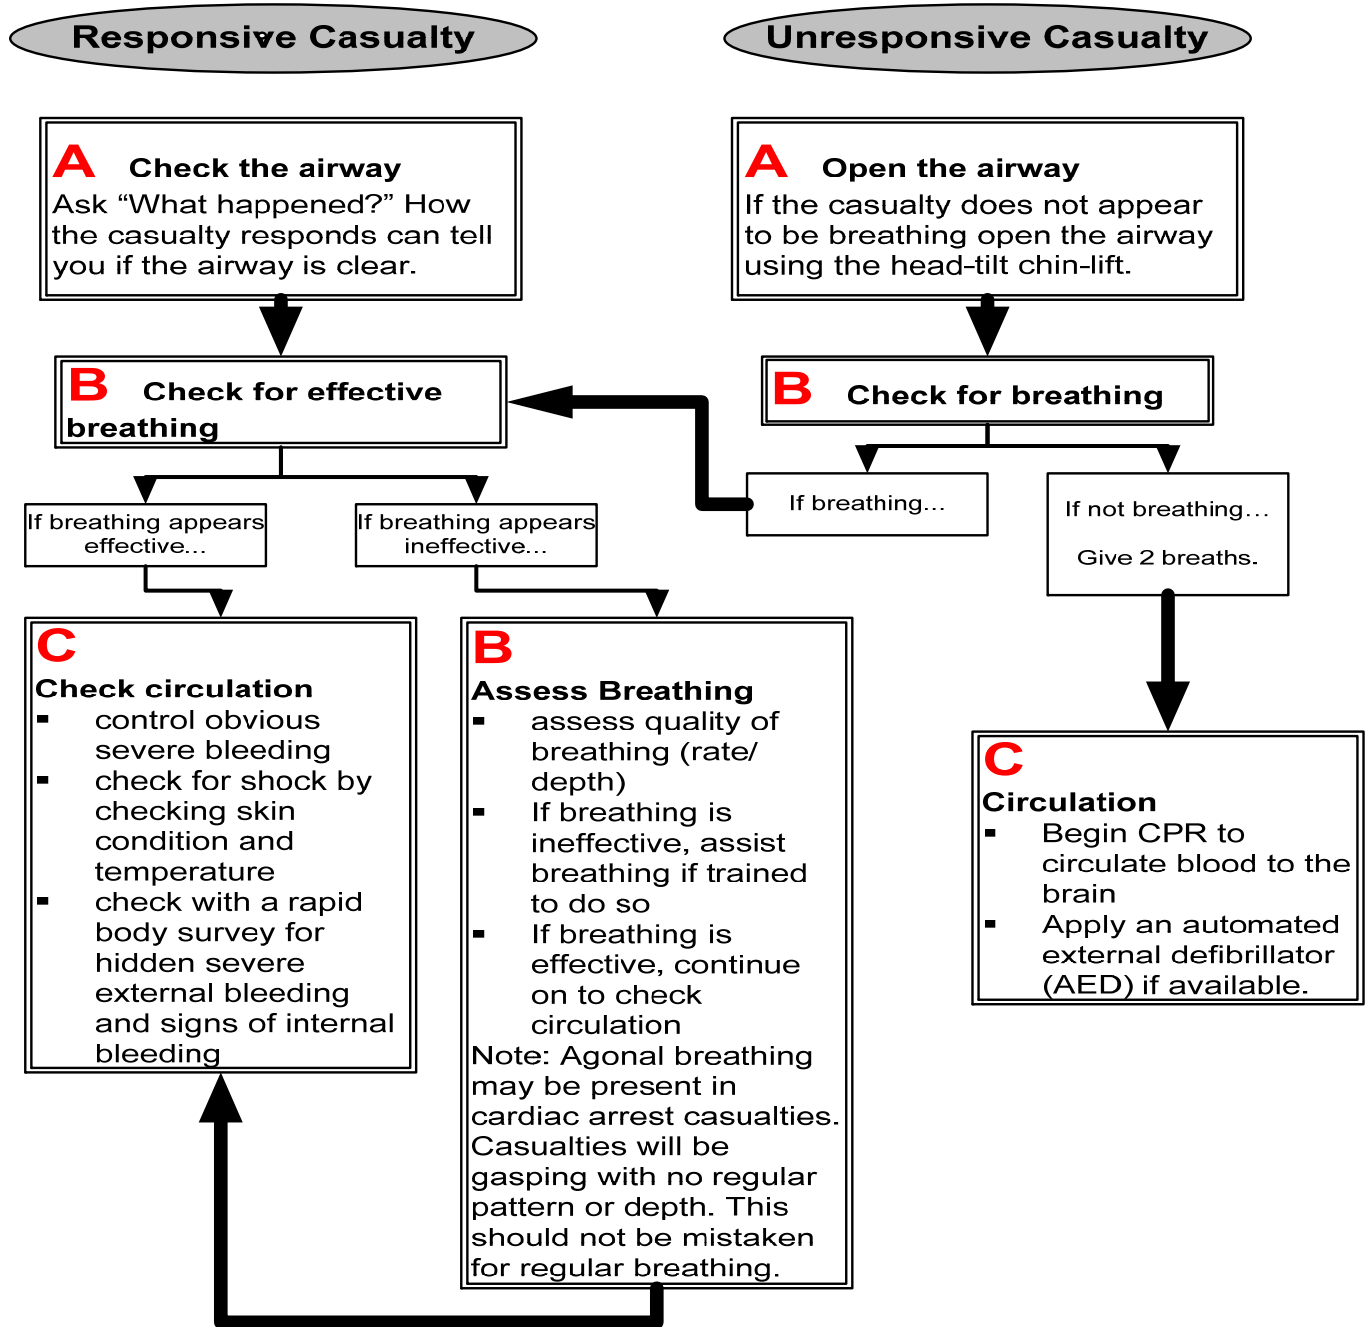 Responsive Casualty
Unresponsive Casualty
A Check the airway
Ask “What happened?” How
the casualty responds can tell
you if the airway is clear.
A Open the airway
If the casualty does not appear
to be breathing open the airway
using the head-tilt chin-lift.
B Check for effective
breathing
B Check for breathing
If breathing appears
effective...
If breathing appears
ineffective...
If breathing...
If not breathing...
Give 2 breaths.
C
Check circulation
▪ control obvious
severe bleeding
▪ check for shock by
checking skin
condition and
temperature
▪ check with a rapid
body survey for
hidden severe
external bleeding
and signs of internal
bleeding
B
Assess Breathing
▪ assess quality of
breathing (rate/
depth)
▪ If breathing is
ineffective, assist
breathing if trained
to do so
▪ If breathing is
effective, continue
on to check
circulation
Note: Agonal breathing
may be present in
cardiac arrest casualties.
Casualties will be
gasping with no regular
pattern or depth. This
should not be mistaken
for regular breathing.
C
Circulation
▪ Begin CPR to
circulate blood to the
brain
▪ Apply an automated
external defibrillator
(AED) if available.